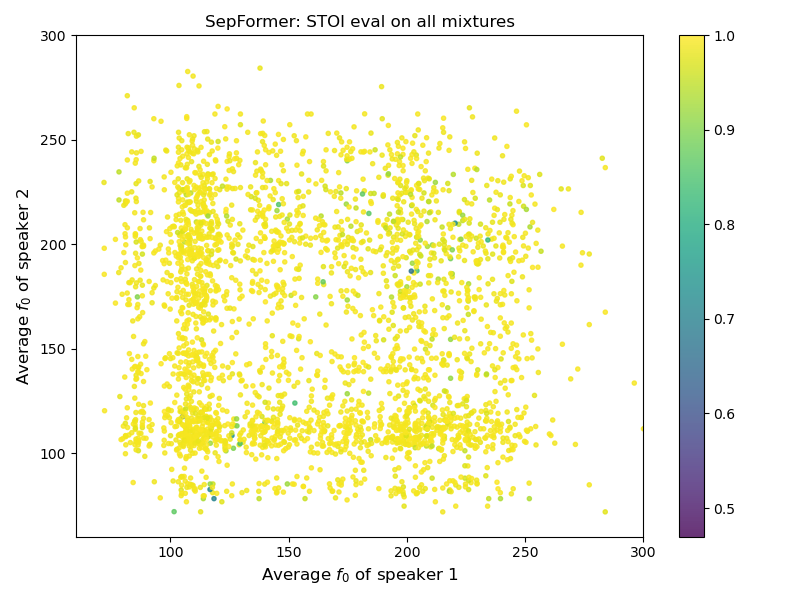 SepFormer: STOI eval on all mixtures
300
250
200
150
100
100 150 200 250 300
Average f0 of speaker 1
Average f0 of speaker 2
1.0
0.9
0.8
0.7
0.6
0.5